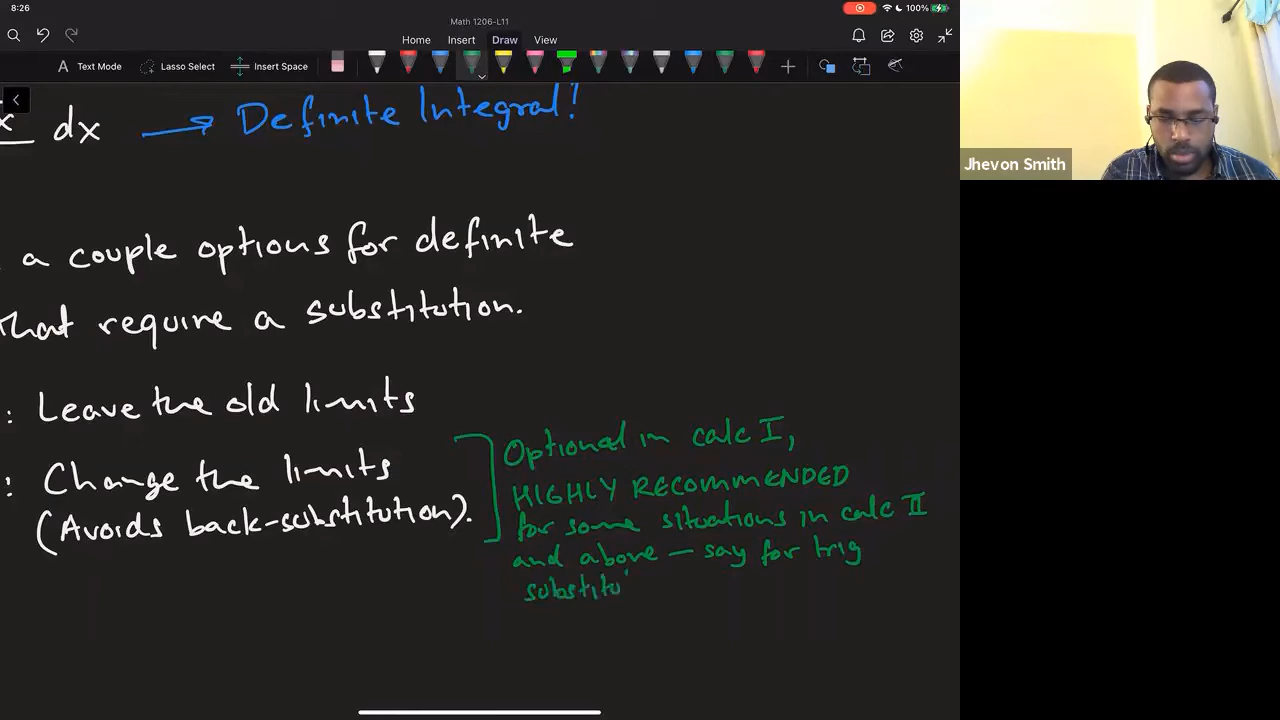 8:26
100%
Math 1206-L11
Home Insert Draw View
Text Mode Lasso Select Insert Space
x dx → Definite Integral!
a couple options for definite
that require a substitution.
: Leave the old limits
: Change the limits
(Avoids back-substitution).
Optional in calc I,
HIGHLY RECOMMENDED
for some situations in calc II
and above — say for trig
substitu
Jhevon Smith